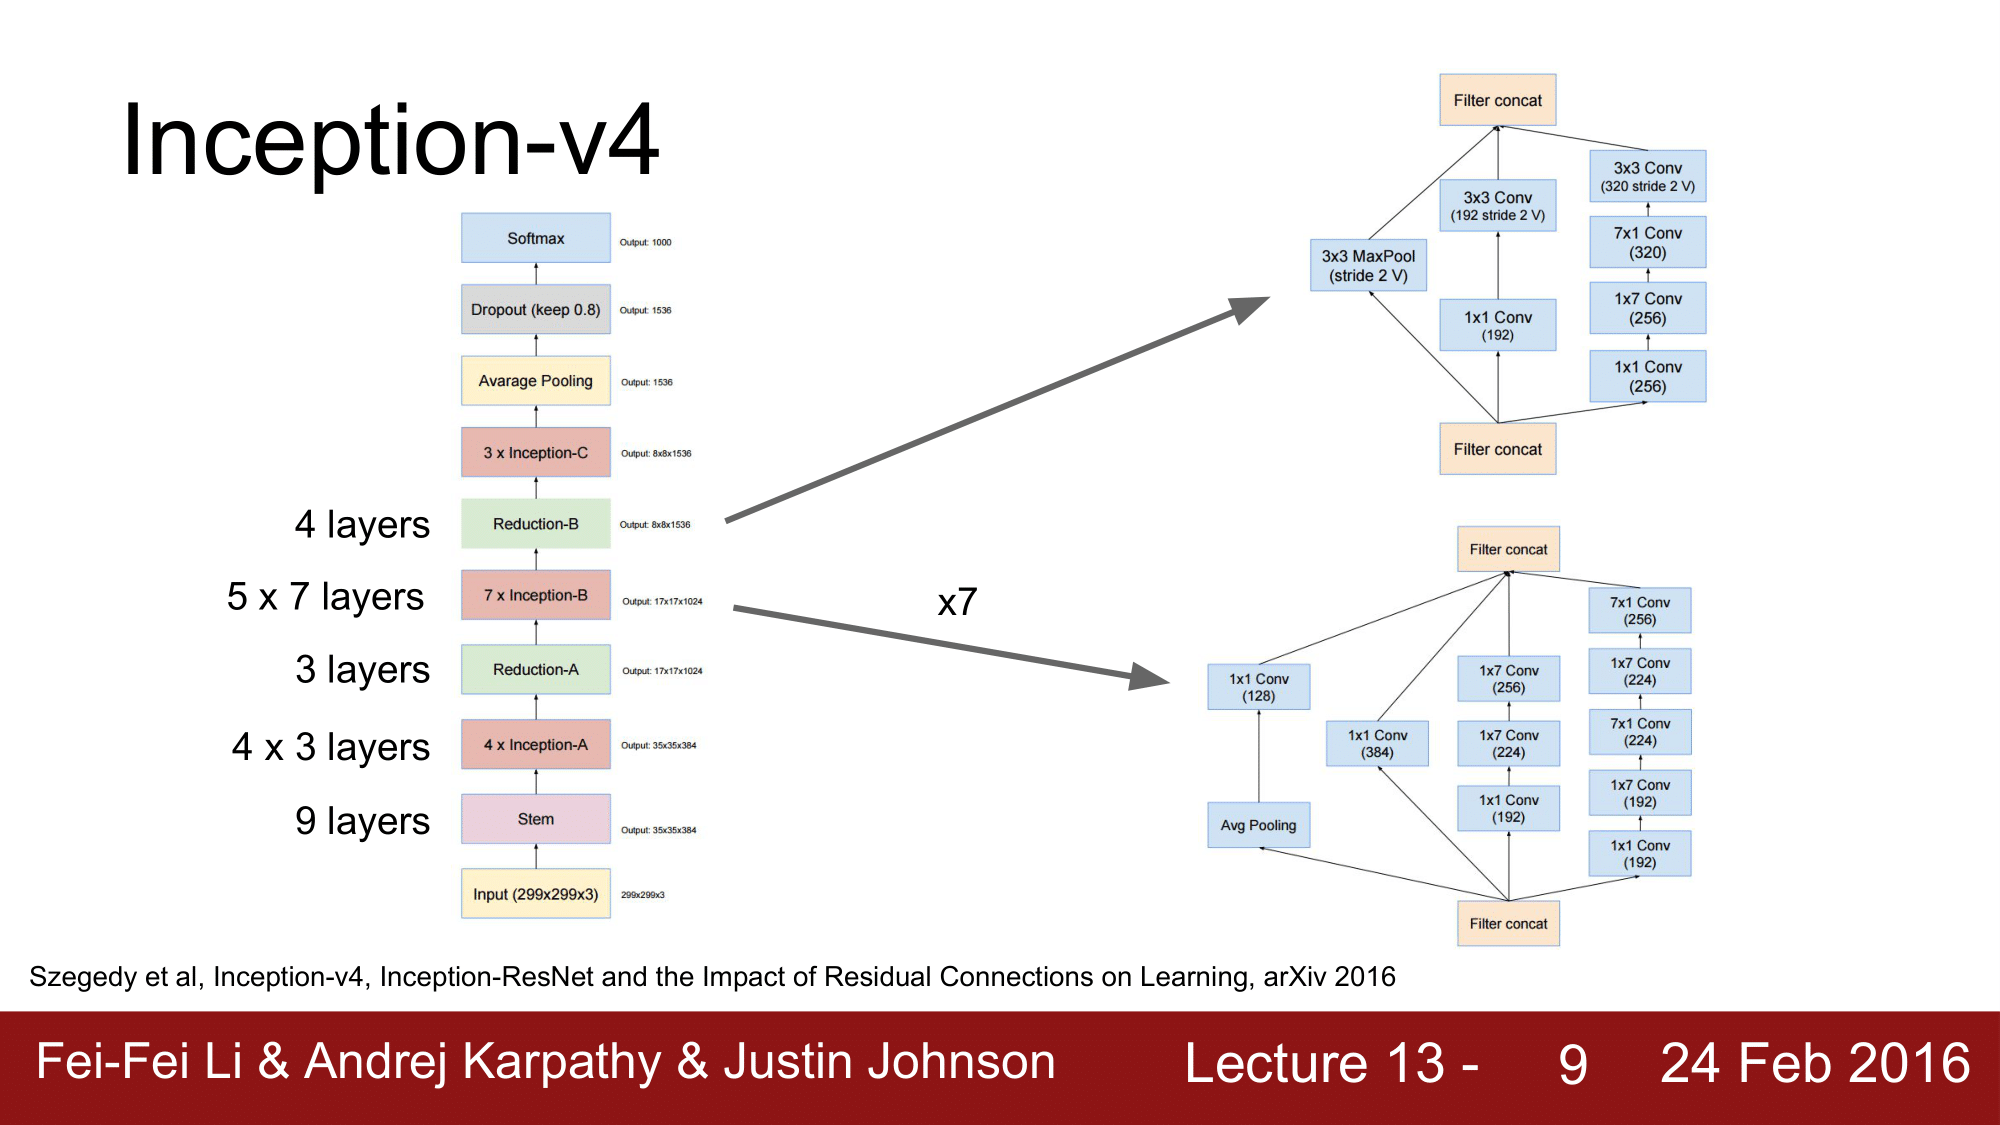 Inception-v4
Softmax
Output: 1000
Dropout (keep 0.8)
Output: 1536
Avarage Pooling
Output: 1536
3 x Inception-C
Output: 8x8x1536
4 layers
Reduction-B
Output: 8x8x1536
5 x 7 layers
7 x Inception-B
Output: 17x17x1024
3 layers
Reduction-A
Output: 17x17x1024
4 x 3 layers
4 x Inception-A
Output: 35x35x384
9 layers
Stem
Output: 35x35x384
Input (299x299x3)
299x299x3
x7
Filter concat
3x3 MaxPool
(stride 2 V)
3x3 Conv
(192 stride 2 V)
1x1 Conv
(192)
3x3 Conv
(320 stride 2 V)
7x1 Conv
(320)
1x7 Conv
(256)
1x1 Conv
(256)
Filter concat
Filter concat
1x1 Conv
(128)
Avg Pooling
1x1 Conv
(384)
1x7 Conv
(256)
1x7 Conv
(224)
1x1 Conv
(192)
7x1 Conv
(256)
1x7 Conv
(224)
7x1 Conv
(224)
1x7 Conv
(192)
1x1 Conv
(192)
Filter concat
Szegedy et al, Inception-v4, Inception-ResNet and the Impact of Residual Connections on Learning, arXiv 2016
Fei-Fei Li & Andrej Karpathy & Justin Johnson
Lecture 13 - 9
24 Feb 2016